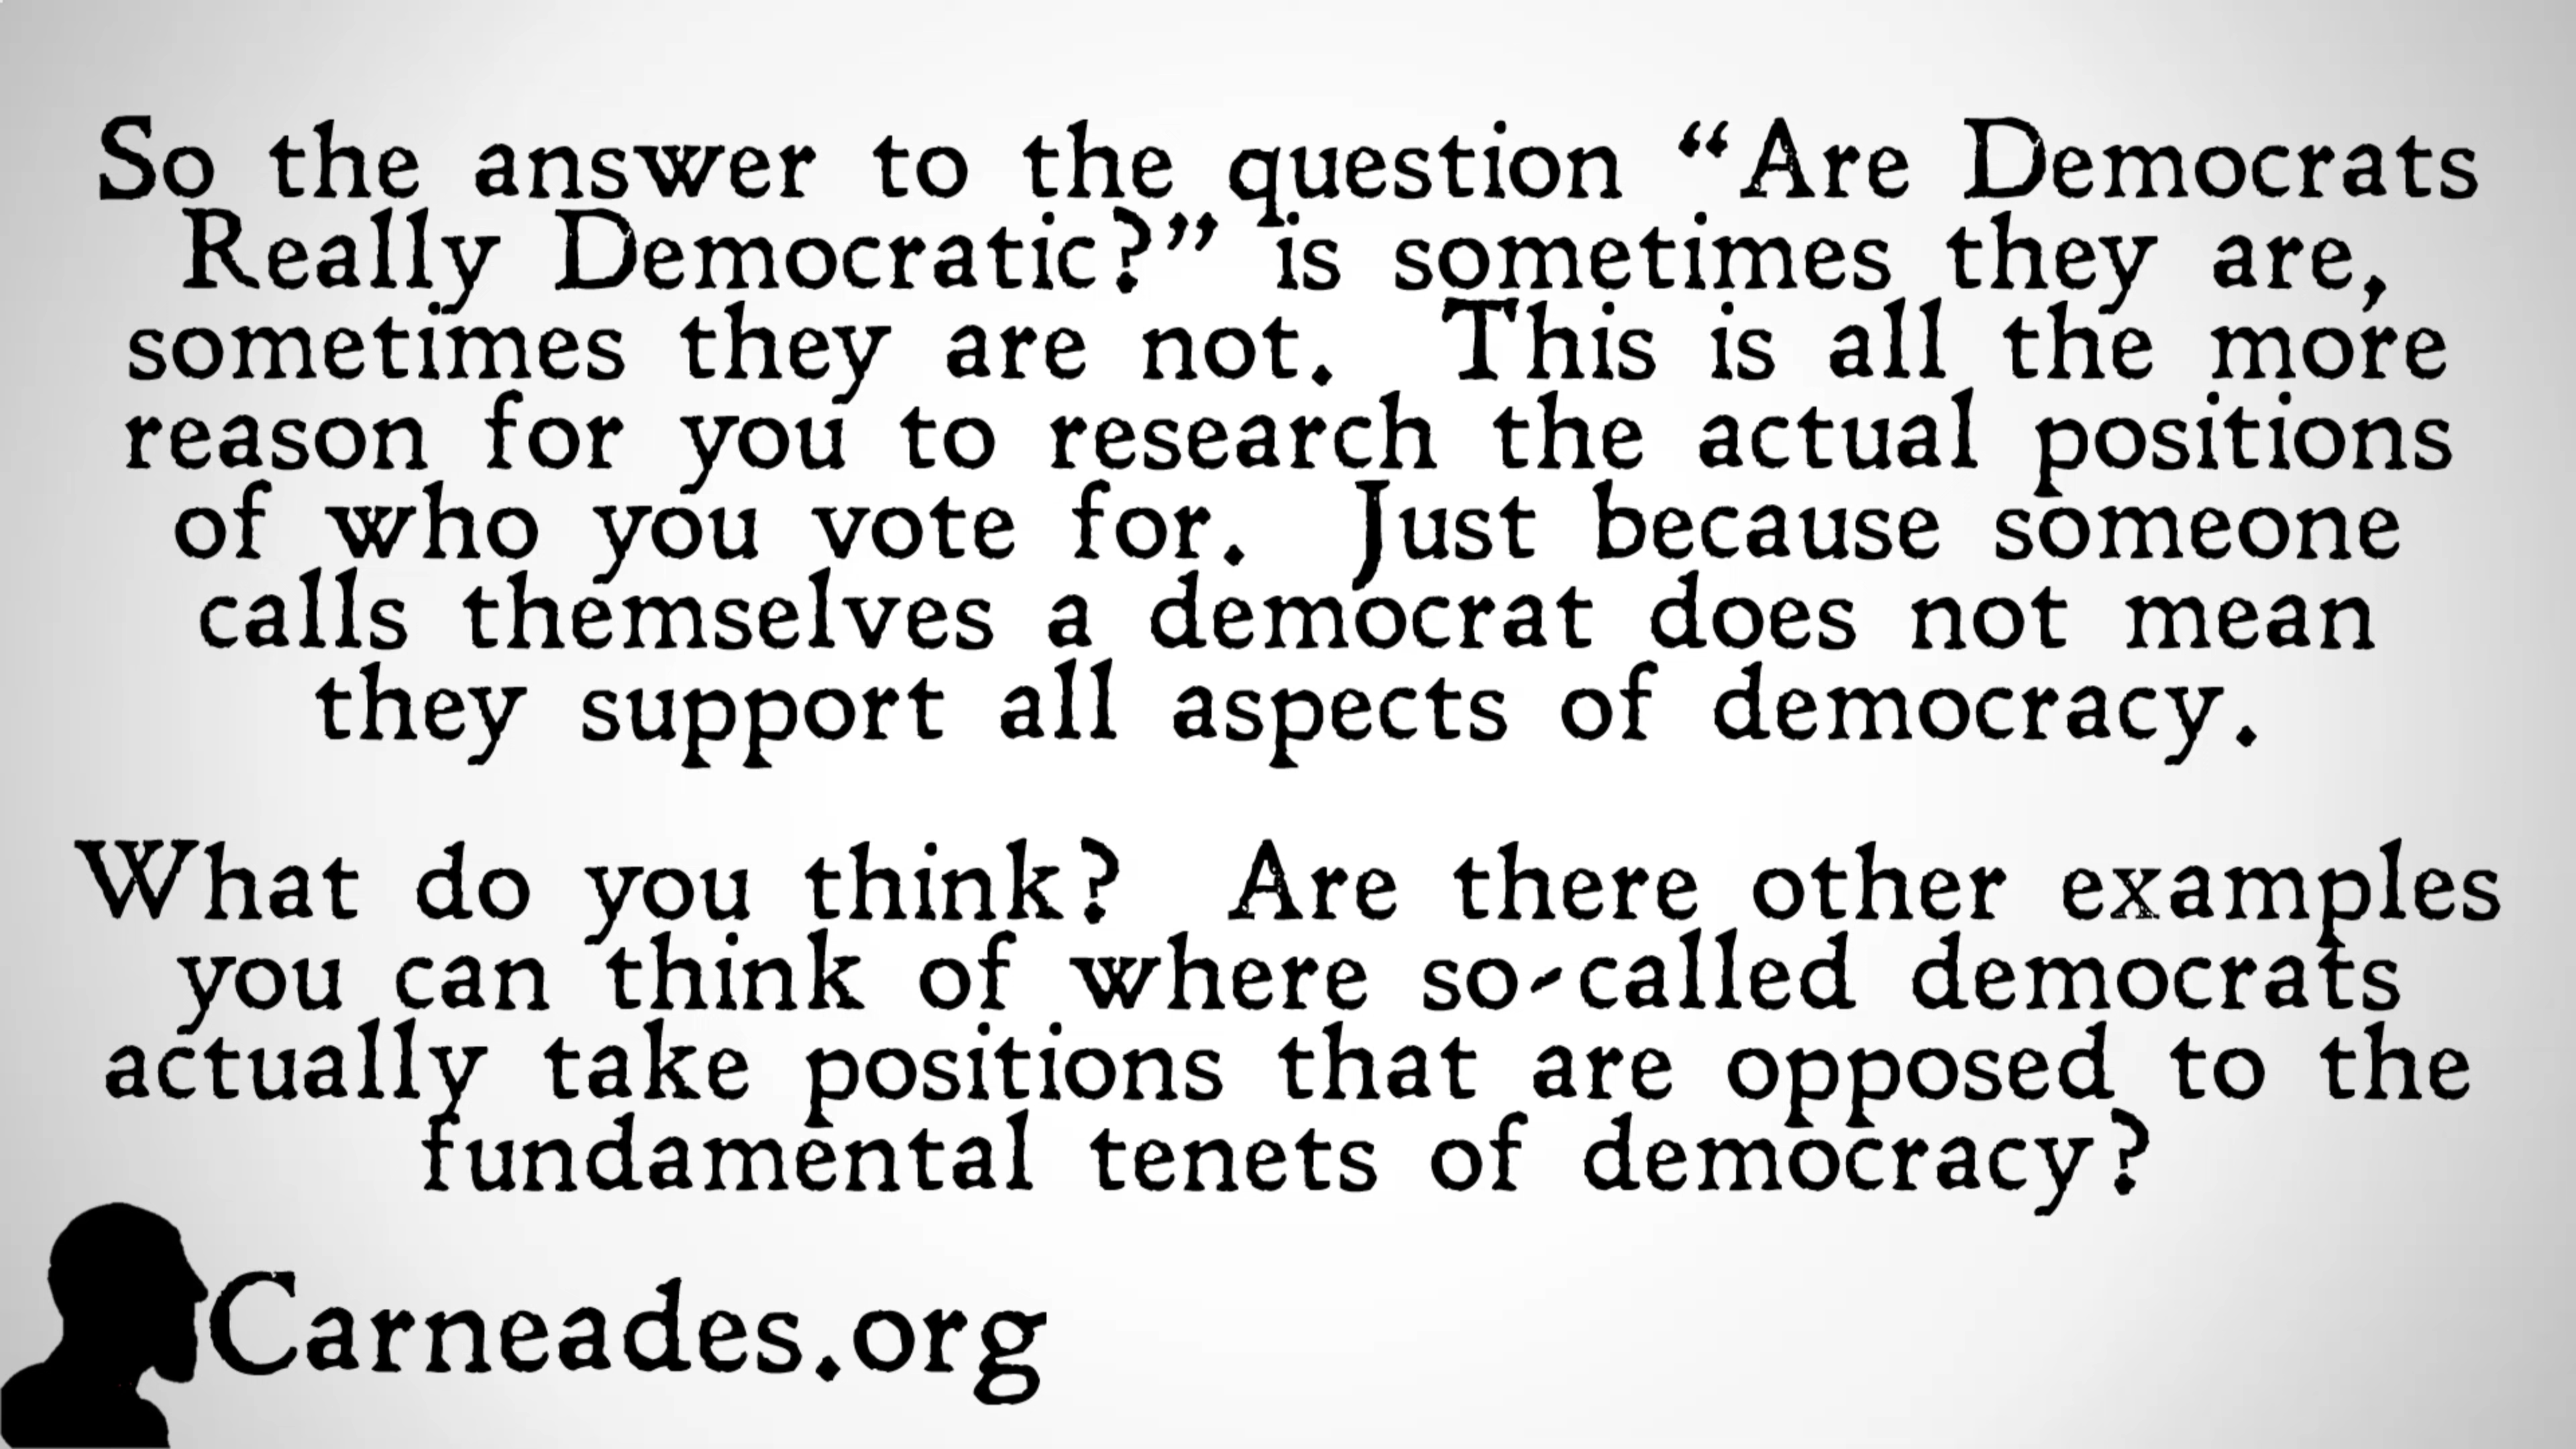 So the answer to the question “Are Democrats
Really Democratic?” is sometimes they are,
sometimes they are not. This is all the more
reason for you to research the actual positions
of who you vote for. Just because someone
calls themselves a democrat does not mean
they support all aspects of democracy.
What do you think? Are there other examples
you can think of where so-called democrats
actually take positions that are opposed to the
fundamental tenets of democracy?
Carneades.org